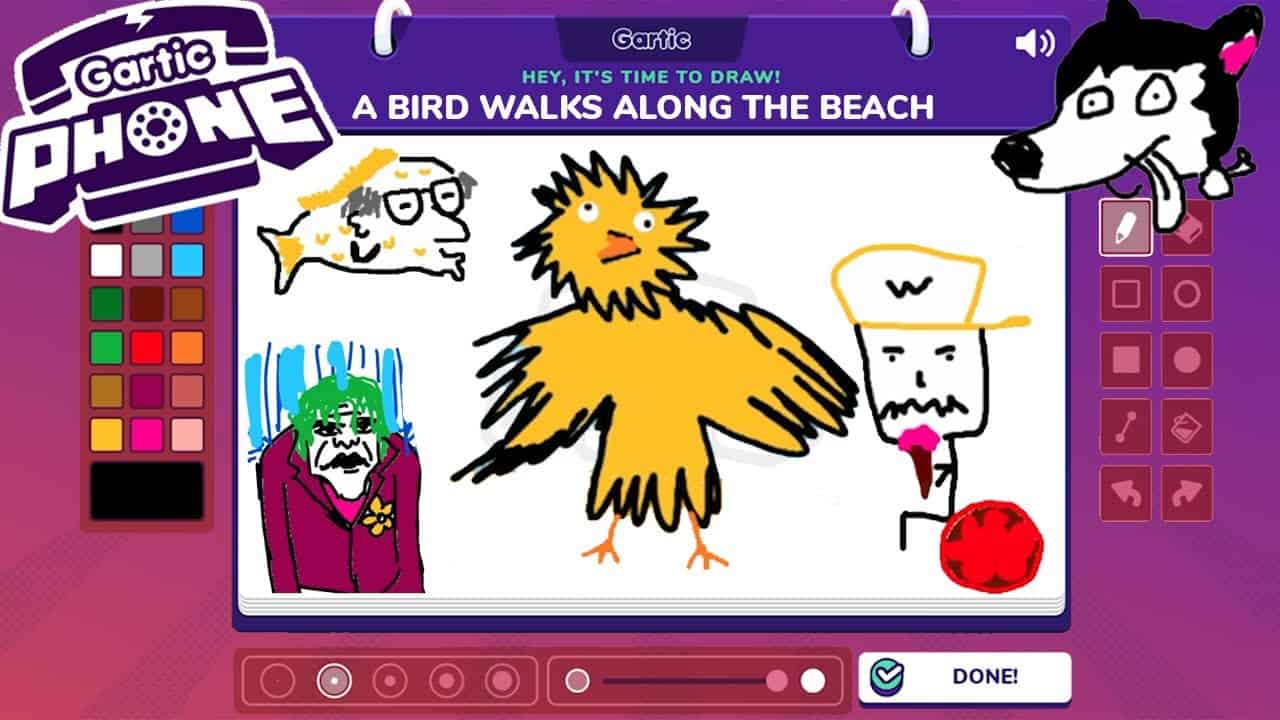 Gartic
PHONE
Gartic
HEY, IT'S TIME TO DRAW!
A BIRD WALKS ALONG THE BEACH
W
DONE!